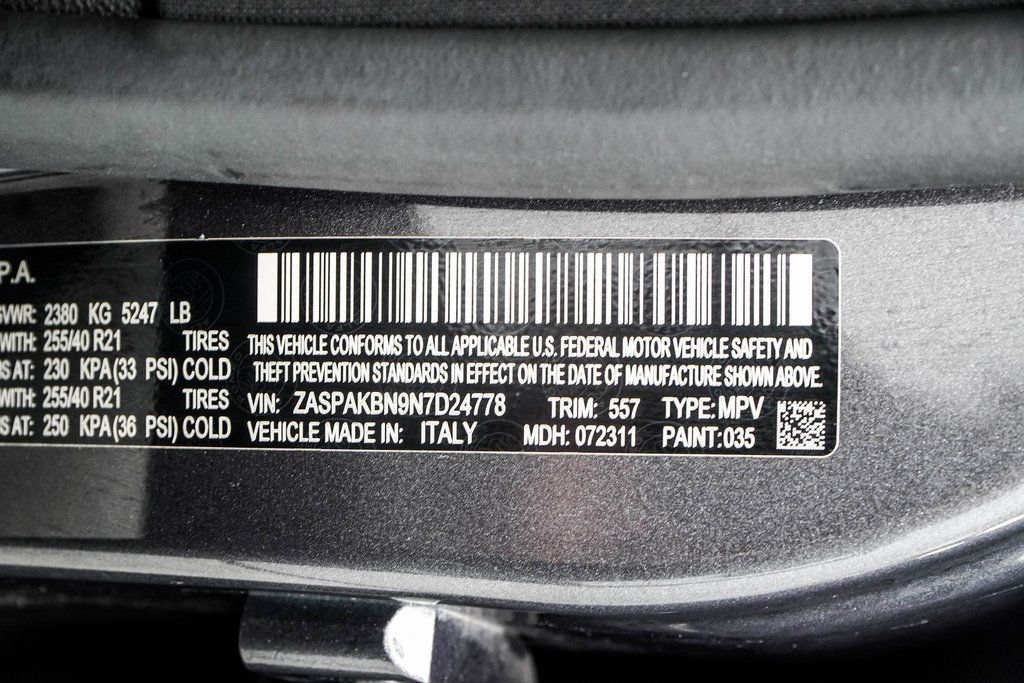 P.A.
GVWR: 2380 KG 5247 LB
WITH: 255/40 R21 TIRES
S AT: 230 KPA(33 PSI) COLD
WITH: 255/40 R21 TIRES
S AT: 250 KPA(36 PSI) COLD
THIS VEHICLE CONFORMS TO ALL APPLICABLE U.S. FEDERAL MOTOR VEHICLE SAFETY AND
THEFT PREVENTION STANDARDS IN EFFECT ON THE DATE OF MANUFACTURE SHOWN ABOVE.
VIN: ZASPAKBN9N7D24778 TRIM: 557 TYPE: MPV
VEHICLE MADE IN: ITALY MDH: 072311 PAINT:035